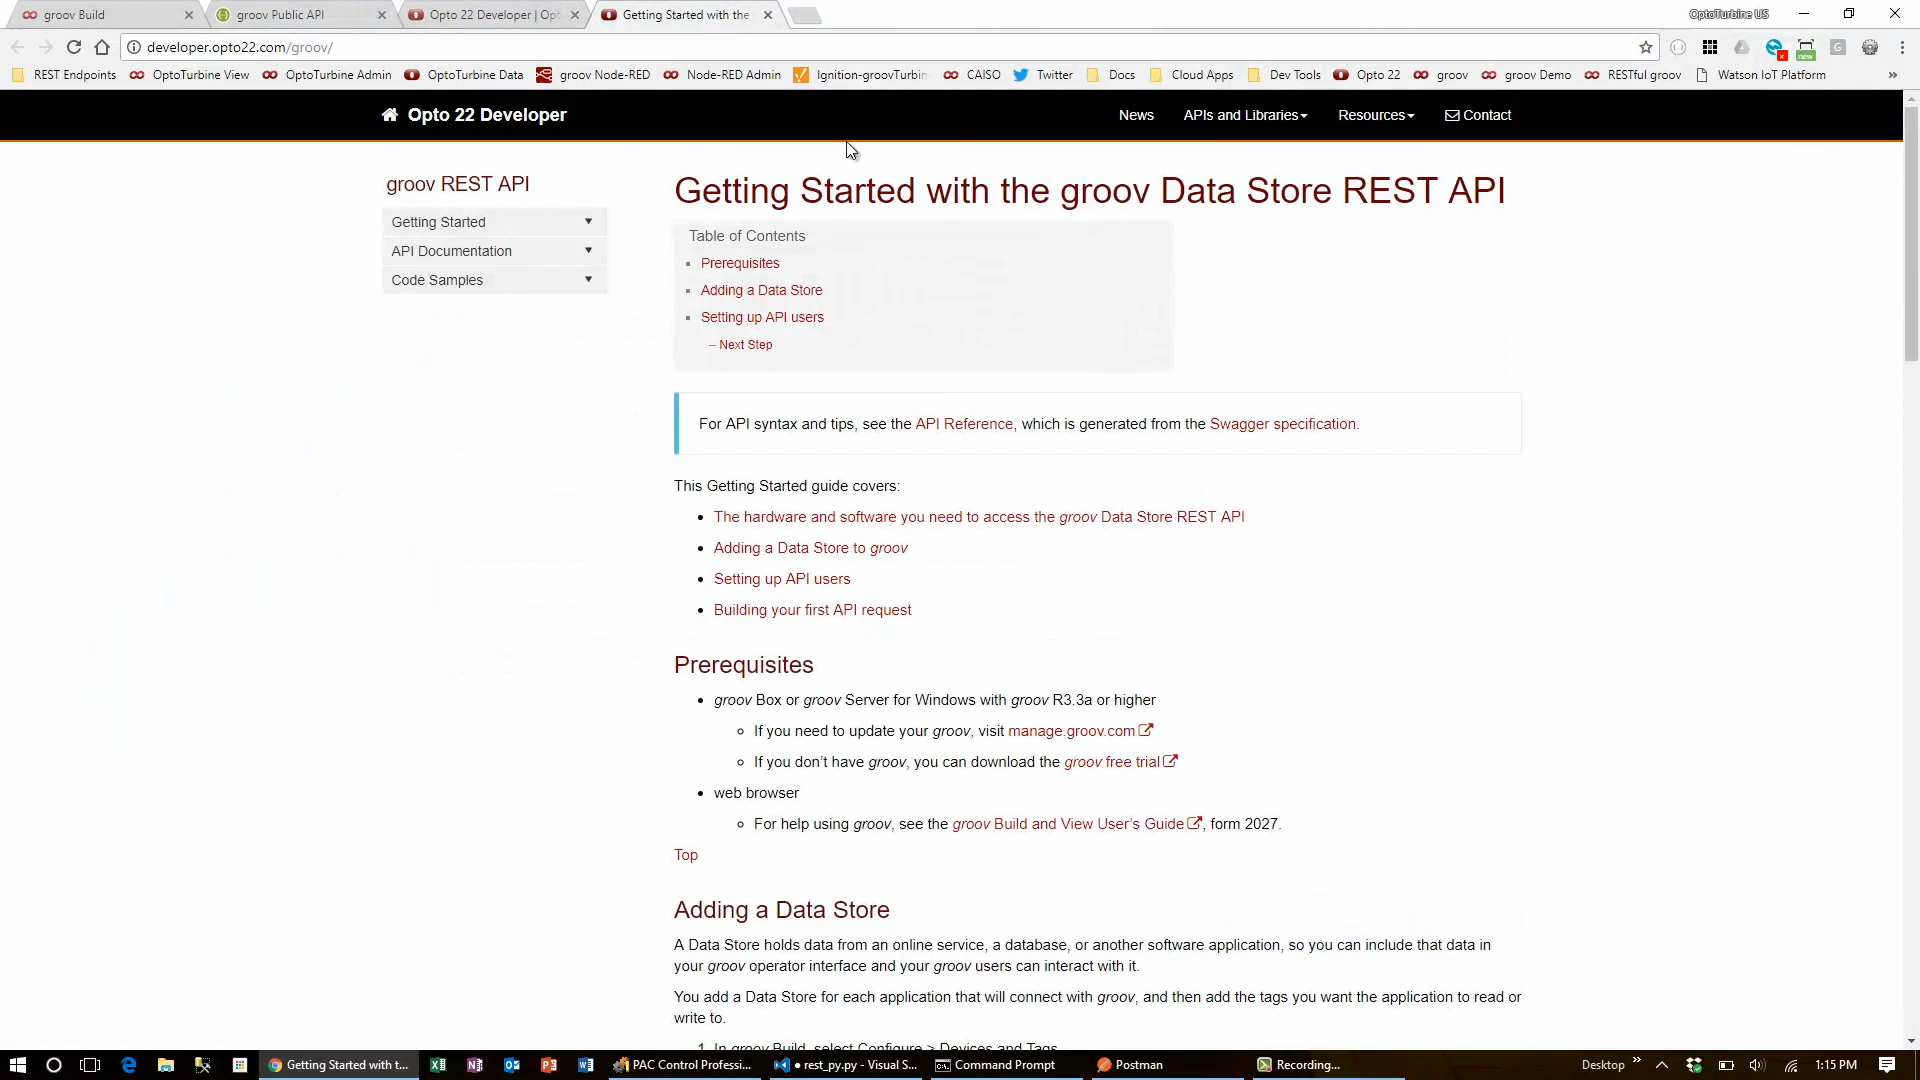 groov Build
groov Public API
Opto 22 Developer | Opt
Getting Started with the
OptoTurbine US
developer.opto22.com/groov/
REST Endpoints
OptoTurbine View
OptoTurbine Admin
OptoTurbine Data
groov Node-RED
Node-RED Admin
Ignition-groovTurbin
CAISO
Twitter
Docs
Cloud Apps
Dev Tools
Opto 22
groov
groov Demo
RESTful groov
Watson IoT Platform
»
Opto 22 Developer
News
APIs and Libraries
Resources
Contact
groov REST API
Getting Started
API Documentation
Code Samples
Getting Started with the groov Data Store REST API
Table of Contents
Prerequisites
Adding a Data Store
Setting up API users
– Next Step
For API syntax and tips, see the API Reference, which is generated from the Swagger specification.
This Getting Started guide covers:
The hardware and software you need to access the groov Data Store REST API
Adding a Data Store to groov
Setting up API users
Building your first API request
Prerequisites
groov Box or groov Server for Windows with groov R3.3a or higher
If you need to update your groov, visit manage.groov.com
If you don't have groov, you can download the groov free trial
web browser
For help using groov, see the groov Build and View User's Guide, form 2027.
Top
Adding a Data Store
A Data Store holds data from an online service, a database, or another software application, so you can include that data in
your groov operator interface and your groov users can interact with it.
You add a Data Store for each application that will connect with groov, and then add the tags you want the application to read or
write to.
1. In groov Build, select Configure > Devices and Tags
Getting Started with t...
PAC Control Professi...
● rest_py.py - Visual S...
Command Prompt
Postman
Recording...
Desktop
1:15 PM